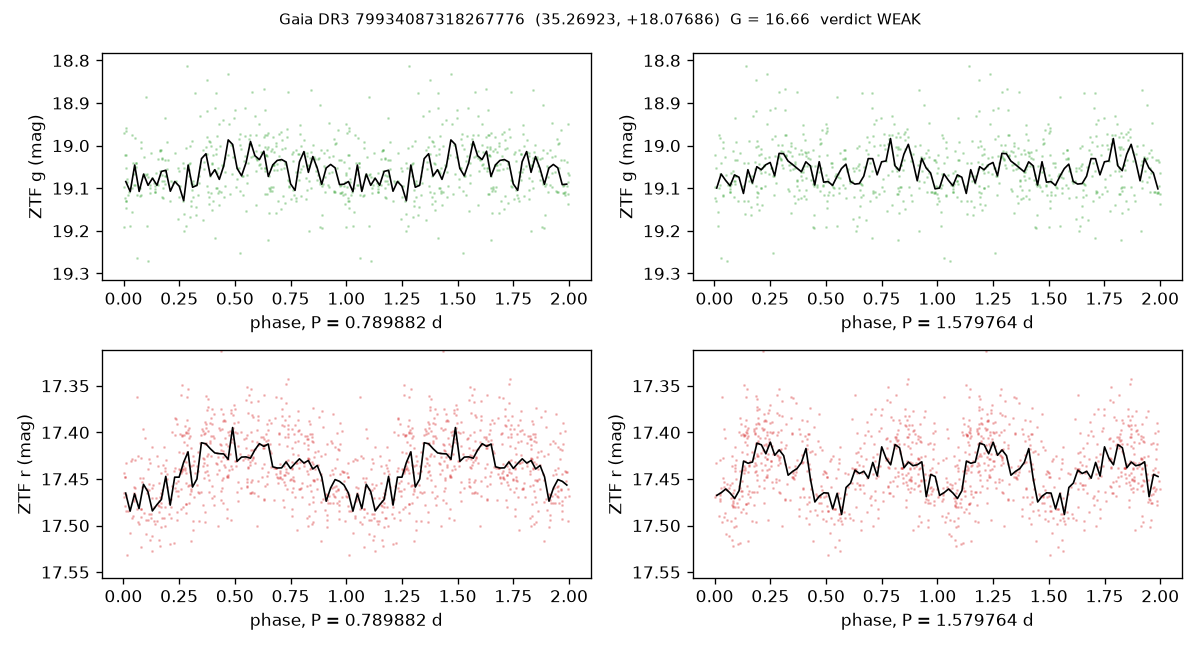 Gaia DR3 79934087318267776 (35.26923, +18.07686) G = 16.66 verdict WEAK
18.8
18.9
19.0
19.1
19.2
19.3
ZTF g (mag)
0.00 0.25 0.50 0.75 1.00 1.25 1.50 1.75 2.00
phase, P = 0.789882 d
18.8
18.9
19.0
19.1
19.2
19.3
ZTF g (mag)
0.00 0.25 0.50 0.75 1.00 1.25 1.50 1.75 2.00
phase, P = 1.579764 d
17.35
17.40
17.45
17.50
17.55
ZTF r (mag)
0.00 0.25 0.50 0.75 1.00 1.25 1.50 1.75 2.00
phase, P = 0.789882 d
17.35
17.40
17.45
17.50
17.55
ZTF r (mag)
0.00 0.25 0.50 0.75 1.00 1.25 1.50 1.75 2.00
phase, P = 1.579764 d